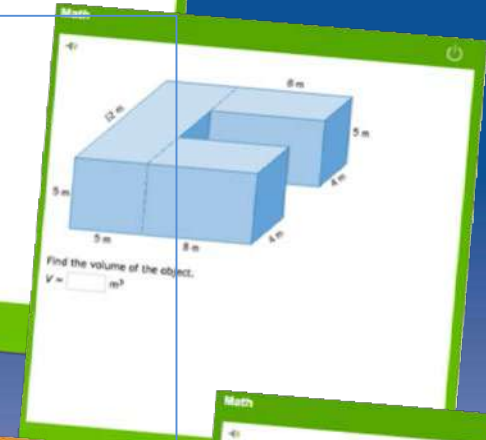 Math
8 m
12 m
5 m
4 m
5 m
5 m
8 m
4 m
Find the volume of the object.
V = m³
Math